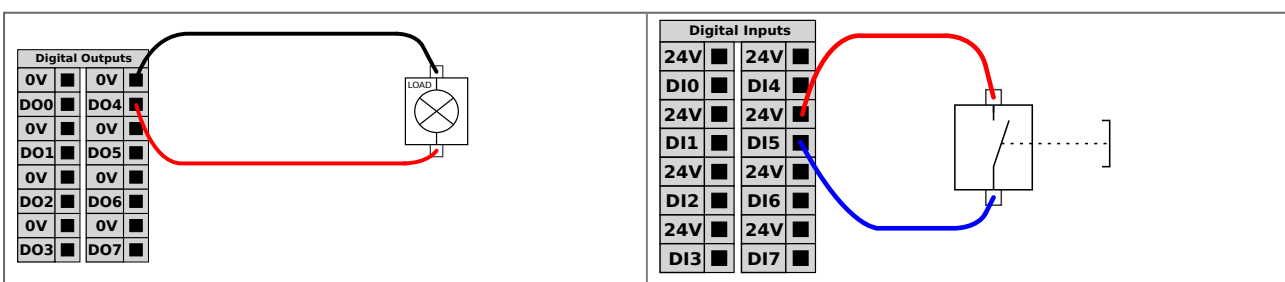 Digital Outputs
0V 0V
DO0 DO4
0V 0V
DO1 DO5
0V 0V
DO2 DO6
0V 0V
DO3 DO7
LOAD
Digital Inputs
24V 24V
DI0 DI4
24V 24V
DI1 DI5
24V 24V
DI2 DI6
24V 24V
DI3 DI7